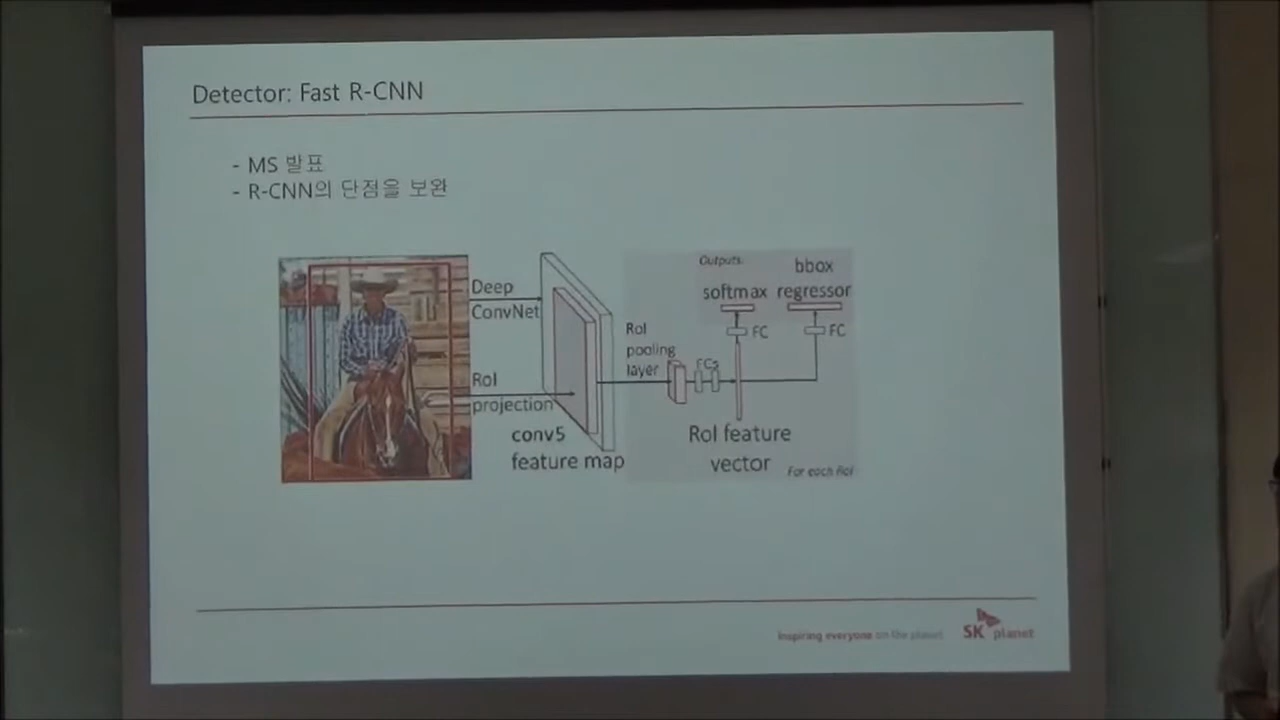 Detector: Fast R-CNN
- MS 발표
- R-CNN의 단점을 보완
Deep
ConvNet
RoI
projection
conv5
feature map
RoI
pooling
layer
FCs
Outputs:
softmax
FC
bbox
regressor
FC
RoI feature
vector
For each RoI
Inspiring everyone on the planet
SK planet